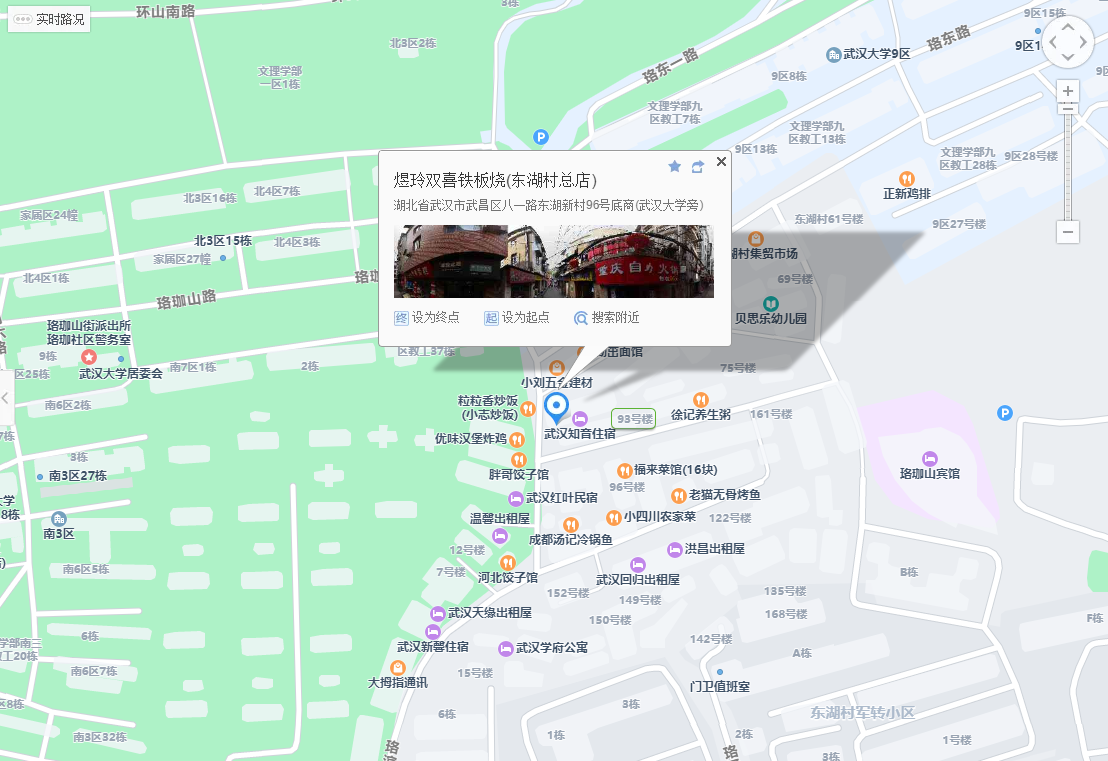 实时路况
环山南路
3栋
北3区2栋
文理学部
一区1栋
珞东一路
珞东路
9区15栋
武汉大学9区
9区8栋
文理学部九
区教工7栋
文理学部九
区教工13栋
9区13栋
文理学部九
区教工28栋
9区28号楼
正新鸡排
9区27号楼
东湖村61号楼
煜玲双喜铁板烧(东湖村总店)
湖北省武汉市武昌区八一路东湖新村96号底商(武汉大学旁)
重庆自力火锅
终 设为终点
起 设为起点
搜索附近
北3区16栋
北4区7栋
家属区24幢
北3区15栋
北4区3栋
家属区27幢
北4区1栋
珞珈山路
珞珈
湖村集贸市场
69号楼
贝思乐幼儿园
珞珈山街派出所
珞珈社区警务室
9栋
武汉大学居委会
区25栋
南7区1栋
2栋
区教工37栋
75号楼
小刘五金建材
南6区2栋
粒粒香炒饭
(小志炒饭)
武汉知音住宿
93号楼
徐记养生粥
161号楼
优味汉堡炸鸡
胖哥饺子馆
福来菜馆(16块)
96号楼
老猫无骨烤鱼
珞珈山宾馆
7栋
3栋
南3区27栋
武汉红叶民宿
温馨出租屋
小四川农家菜
122号楼
成都汤记冷锅鱼
8栋
南3区
12号楼
洪昌出租屋
7号楼
河北饺子馆
武汉回归出租屋
B栋
南6区5栋
152号楼
149号楼
135号楼
武汉天缘出租屋
150号楼
168号楼
F栋
6栋
武汉新馨住宿
武汉学府公寓
142号楼
A栋
学部南三
教工20栋
南6区7栋
大拇指通讯
15号楼
门卫值班室
区8栋
3栋
东湖村军转小区
6栋
南3区32栋
珞
1栋
珞
2栋
1号楼
3栋